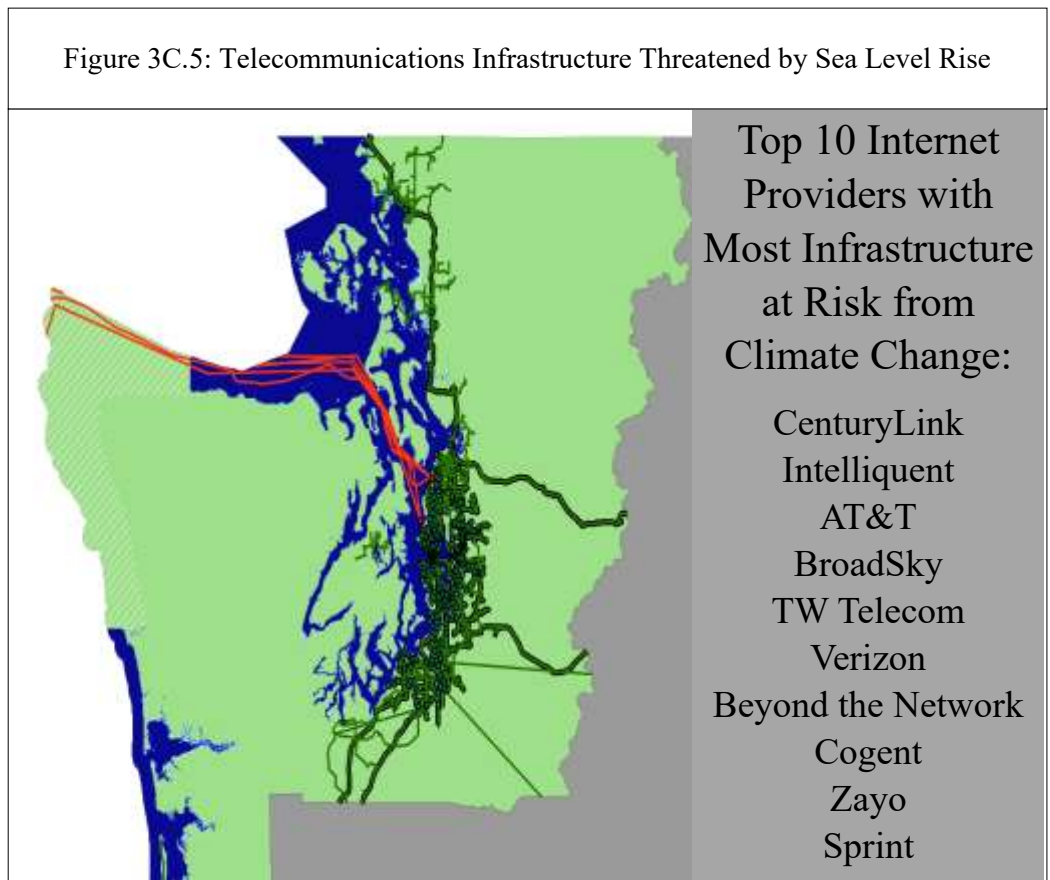 Figure 3C.5: Telecommunications Infrastructure Threatened by Sea Level Rise
Top 10 Internet
Providers with
Most Infrastructure
at Risk from
Climate Change:
CenturyLink
Intelliquent
AT&T
BroadSky
TW Telecom
Verizon
Beyond the Network
Cogent
Zayo
Sprint